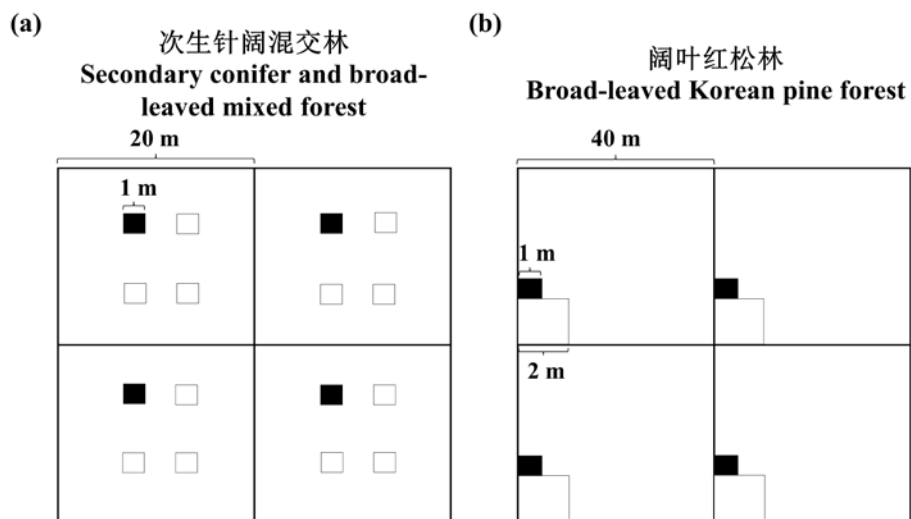 (a)
次生针阔混交林
Secondary conifer and broad-
leaved mixed forest
20 m
1 m
(b)
阔叶红松林
Broad-leaved Korean pine forest
40 m
1 m
2 m